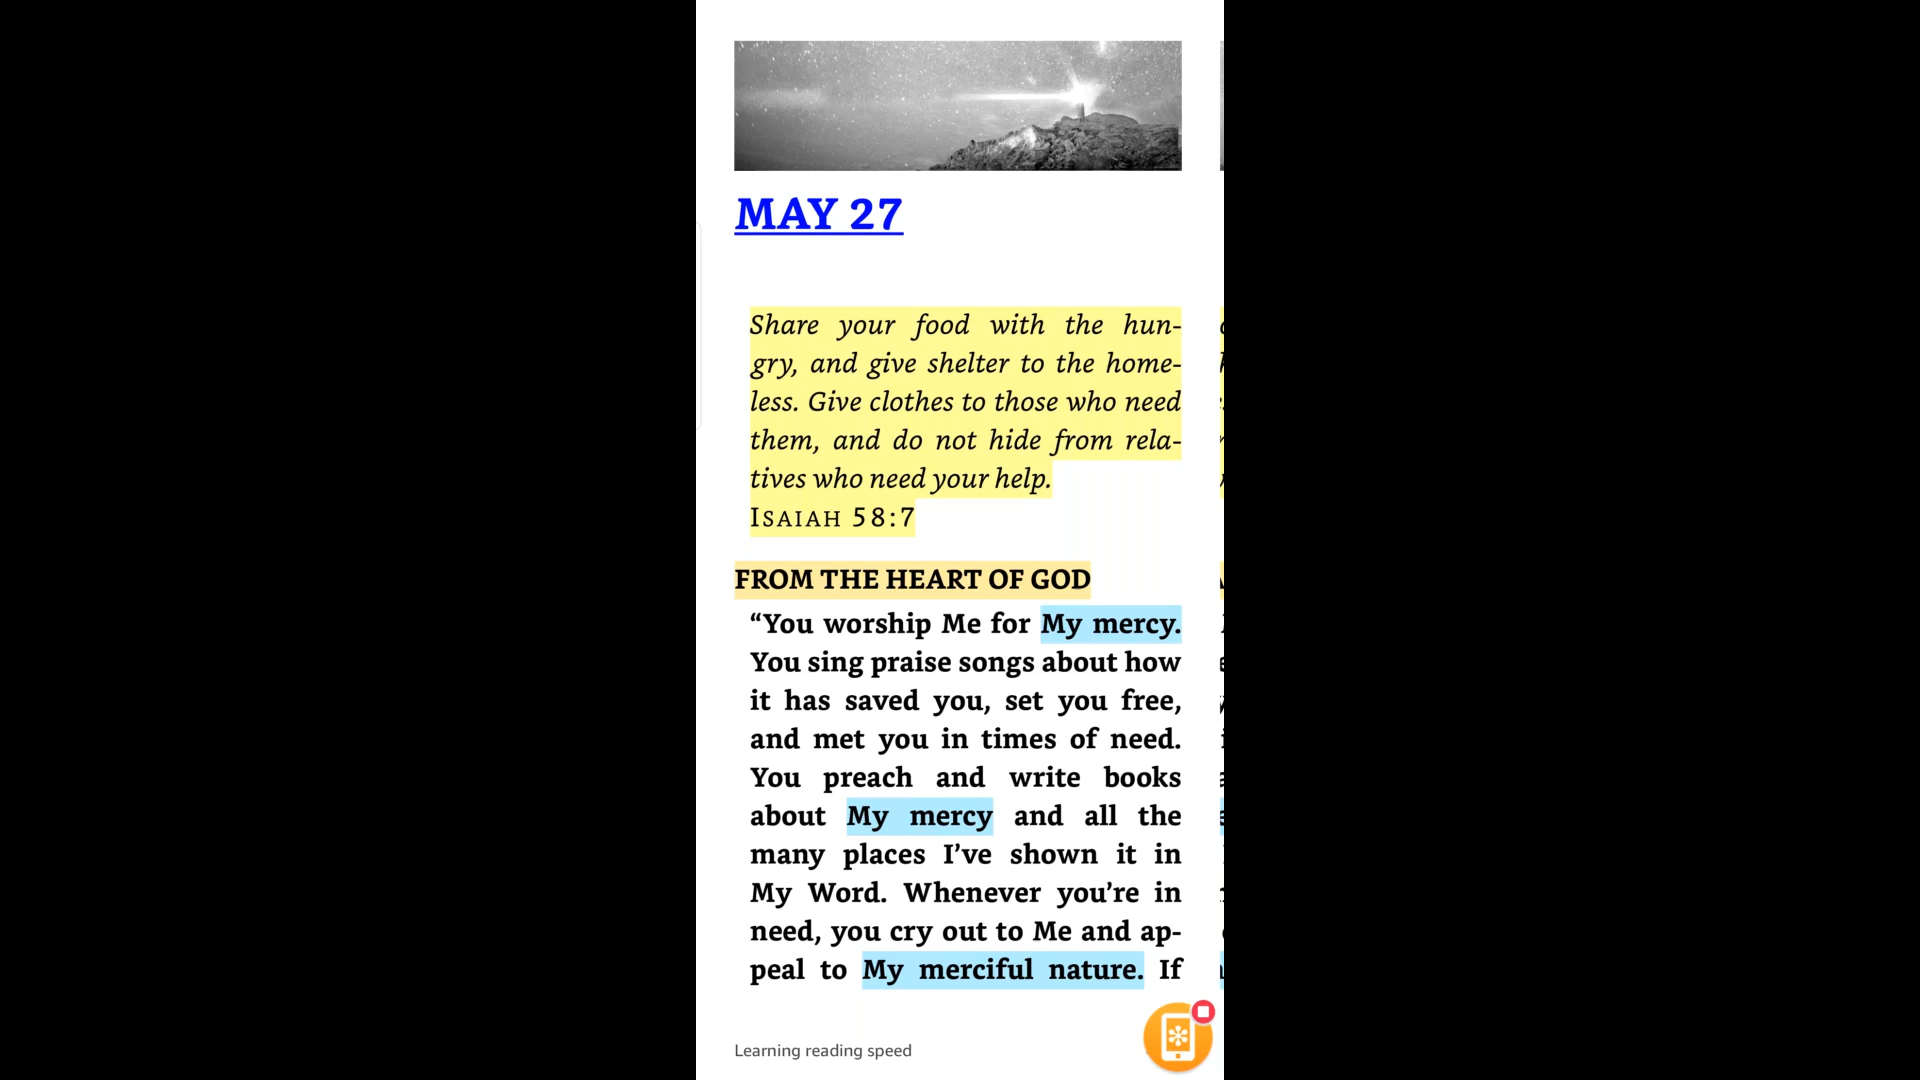 MAY 27
Share your food with the hun-
gry, and give shelter to the home-
less. Give clothes to those who need
them, and do not hide from rela-
tives who need your help.
ISAIAH 58:7
FROM THE HEART OF GOD
“You worship Me for My mercy.
You sing praise songs about how
it has saved you, set you free,
and met you in times of need.
You preach and write books
about My mercy and all the
many places I’ve shown it in
My Word. Whenever you’re in
need, you cry out to Me and ap-
peal to My merciful nature. If
Learning reading speed